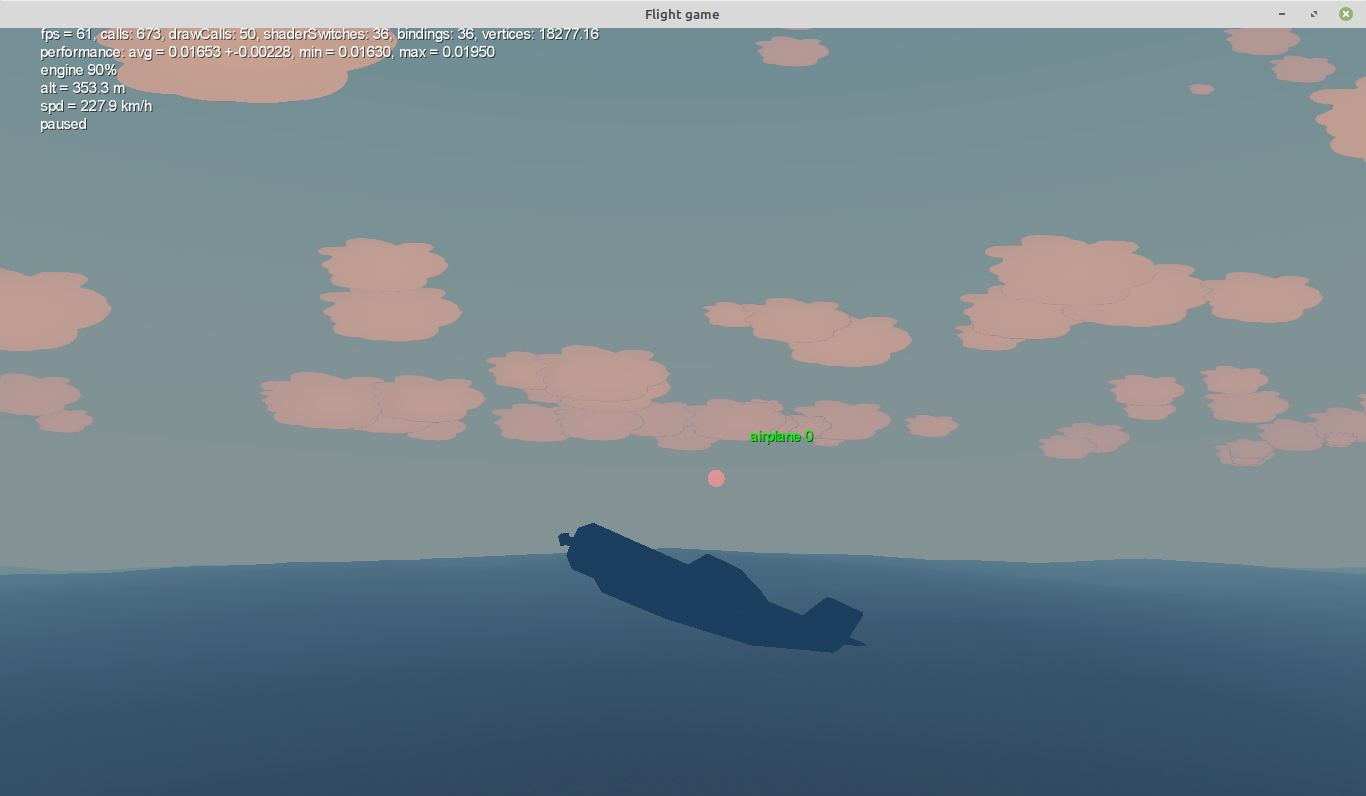 Flight game
fps = 61, calls: 673, drawCalls: 50, shaderSwitches: 36, bindings: 36, vertices: 18277.16
performance: avg = 0.01653 +-0.00228, min = 0.01630, max = 0.01950
engine 90%
alt = 353.3 m
spd = 227.9 km/h
paused
airplane 0